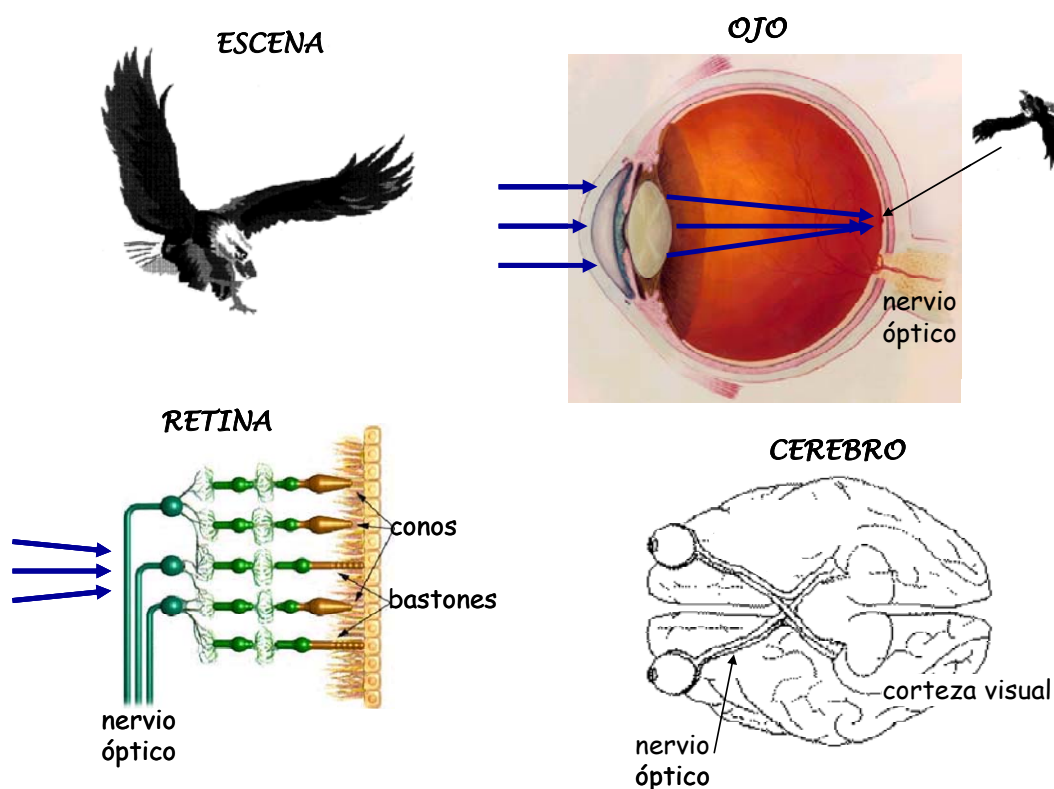 ESCENA
OJO
nervio
óptico
RETINA
conos
bastones
nervio
óptico
CEREBRO
corteza visual
nervio
óptico